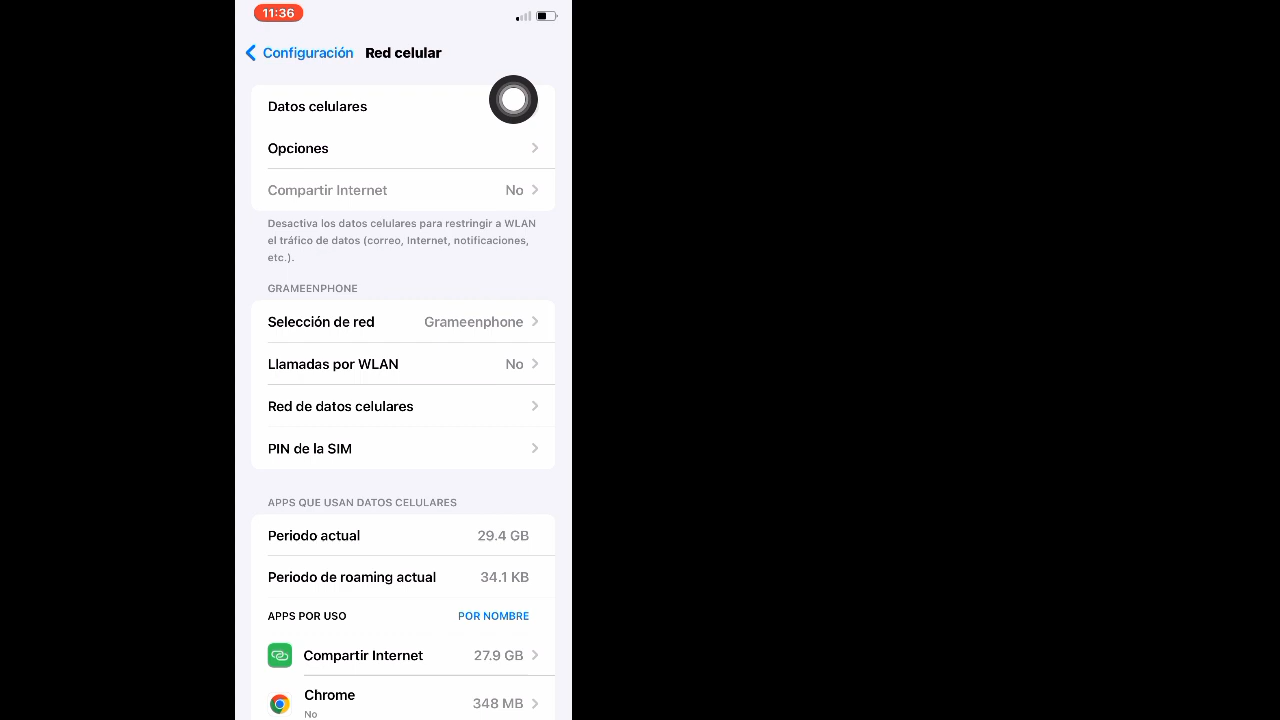 11:36
Configuración Red celular
Datos celulares
Opciones
Compartir Internet No
Desactiva los datos celulares para restringir a WLAN
el tráfico de datos (correo, Internet, notificaciones,
etc.).
GRAMEENPHONE
Selección de red Grameenphone
Llamadas por WLAN No
Red de datos celulares
PIN de la SIM
APPS QUE USAN DATOS CELULARES
Periodo actual 29.4 GB
Periodo de roaming actual 34.1 KB
APPS POR USO POR NOMBRE
Compartir Internet 27.9 GB
Chrome 348 MB
No